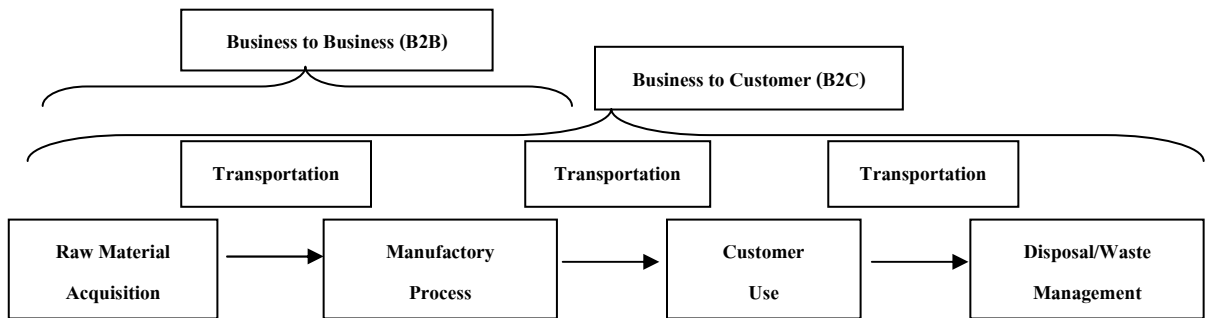 Business to Business (B2B)
Business to Customer (B2C)
Transportation
Transportation
Transportation
Raw Material
Acquisition
Manufactory
Process
Customer
Use
Disposal/Waste
Management